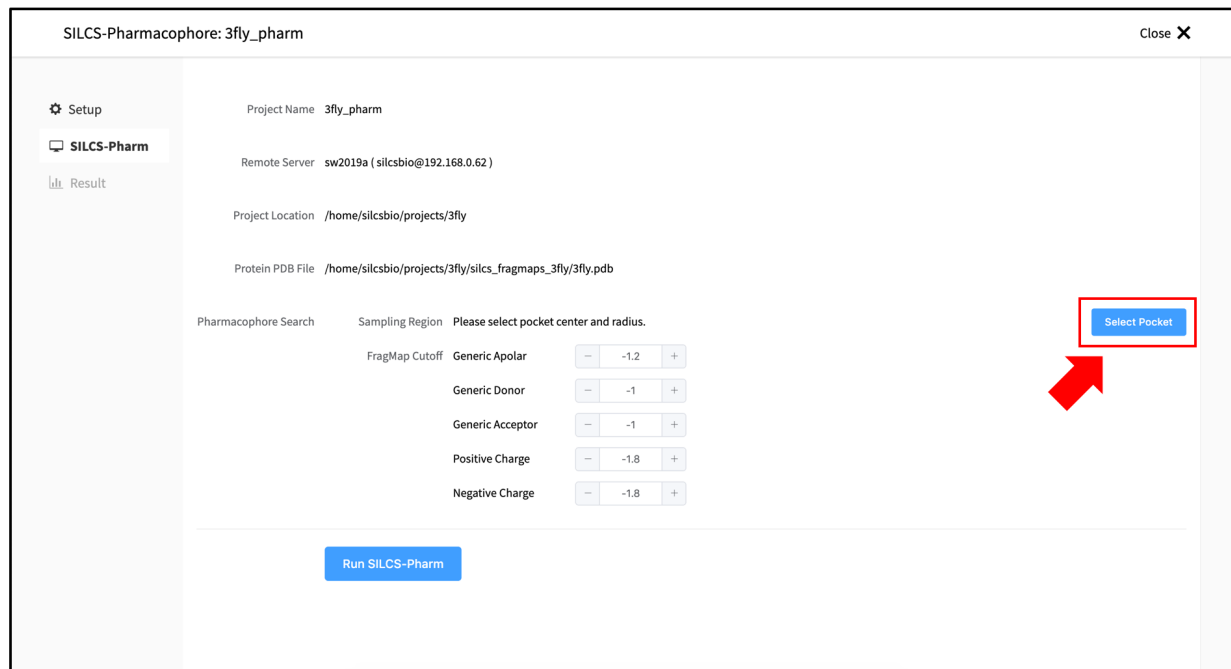 SILCS-Pharmacophore: 3fly_pharm
Close
Setup
SILCS-Pharm
Result
Project Name 3fly_pharm
Remote Server sw2019a ( silcsbio@192.168.0.62 )
Project Location /home/silcsbio/projects/3fly
Protein PDB File /home/silcsbio/projects/3fly/silcs_fragmaps_3fly/3fly.pdb
Pharmacophore Search Sampling Region Please select pocket center and radius. Select Pocket
FragMap Cutoff Generic Apolar − -1.2 +
Generic Donor − -1 +
Generic Acceptor − -1 +
Positive Charge − -1.8 +
Negative Charge − -1.8 +
Run SILCS-Pharm